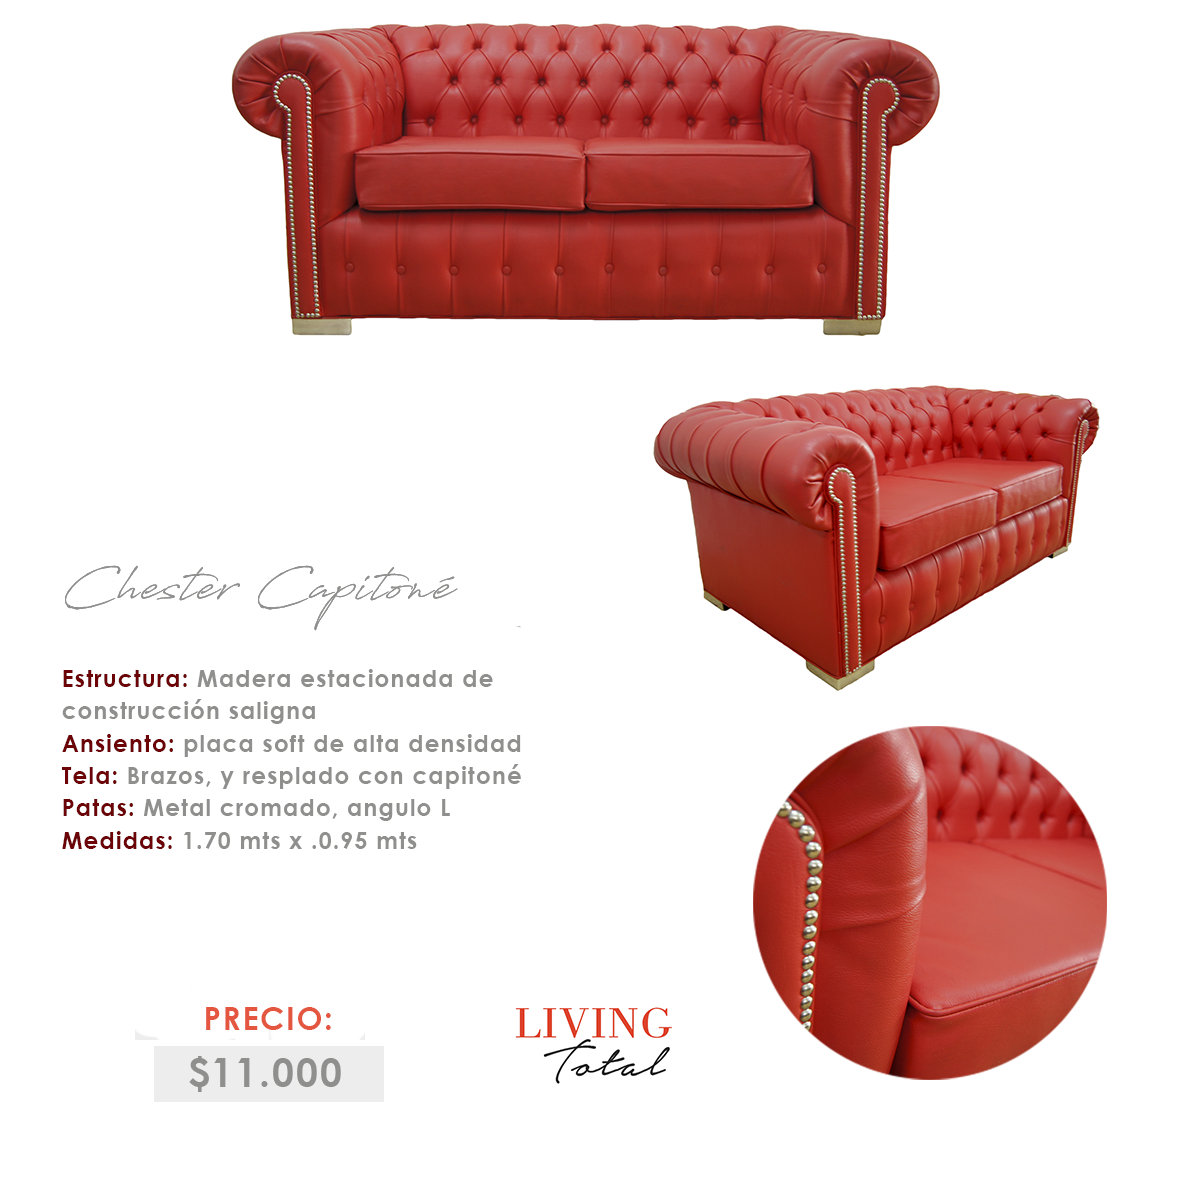 Chester Capitoné
Estructura: Madera estacionada de
construcción saligna
Ansiento: placa soft de alta densidad
Tela: Brazos, y resplado con capitoné
Patas: Metal cromado, angulo L
Medidas: 1.70 mts x .0.95 mts
PRECIO:
$11.000
LIVING
Total